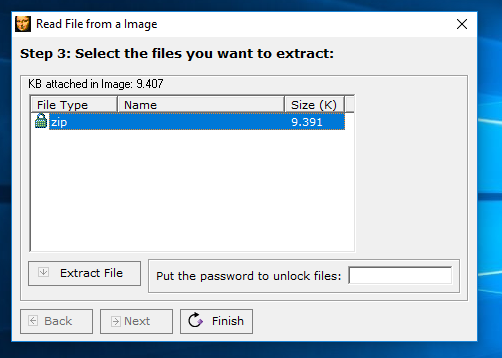 Read File from a Image
Step 3: Select the files you want to extract:
KB attached in Image: 9.407
File Type Name Size (K)
zip 9.391
Extract File
Put the password to unlock files:
Back Next Finish